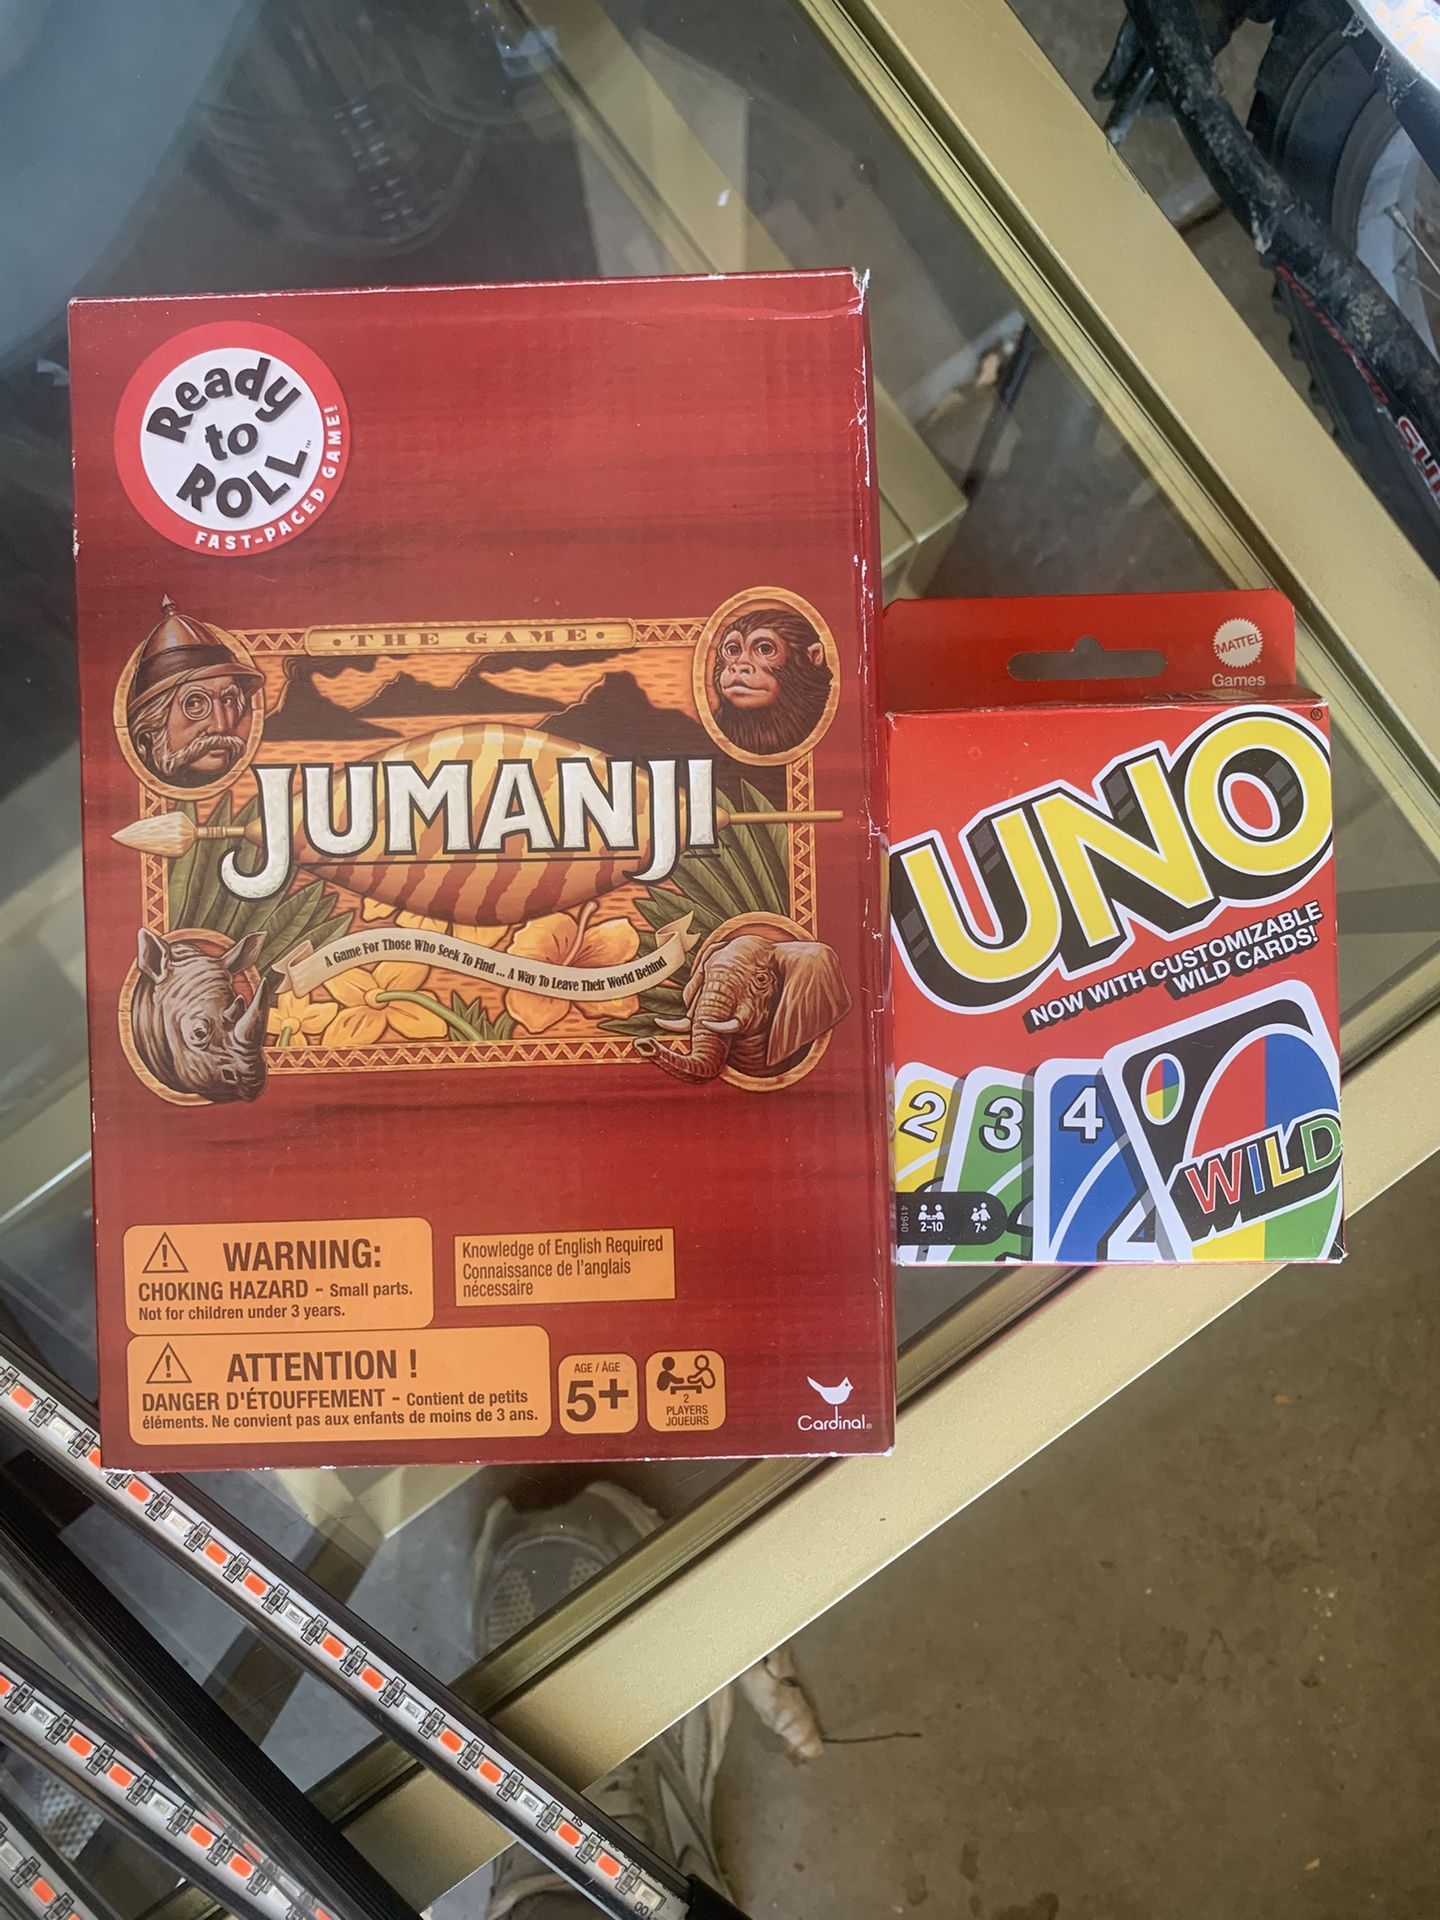 Ready
to
ROLL™
FAST-PACED GAME!
• THE GAME •
JUMANJI
A Game For Those Who Seek To Find ... A Way To Leave Their World Behind
WARNING:
CHOKING HAZARD - Small parts.
Not for children under 3 years.
Knowledge of English Required
Connaissance de l'anglais
nécessaire
ATTENTION !
DANGER D'ÉTOUFFEMENT - Contient de petits
éléments. Ne convient pas aux enfants de moins de 3 ans.
AGE / ÂGE
5+
2
PLAYERS
JOUEURS
Cardinal®
MATTEL
Games
UNO®
NOW WITH CUSTOMIZABLE
WILD CARDS!
2
3
4
WILD
41940
2-10
7+